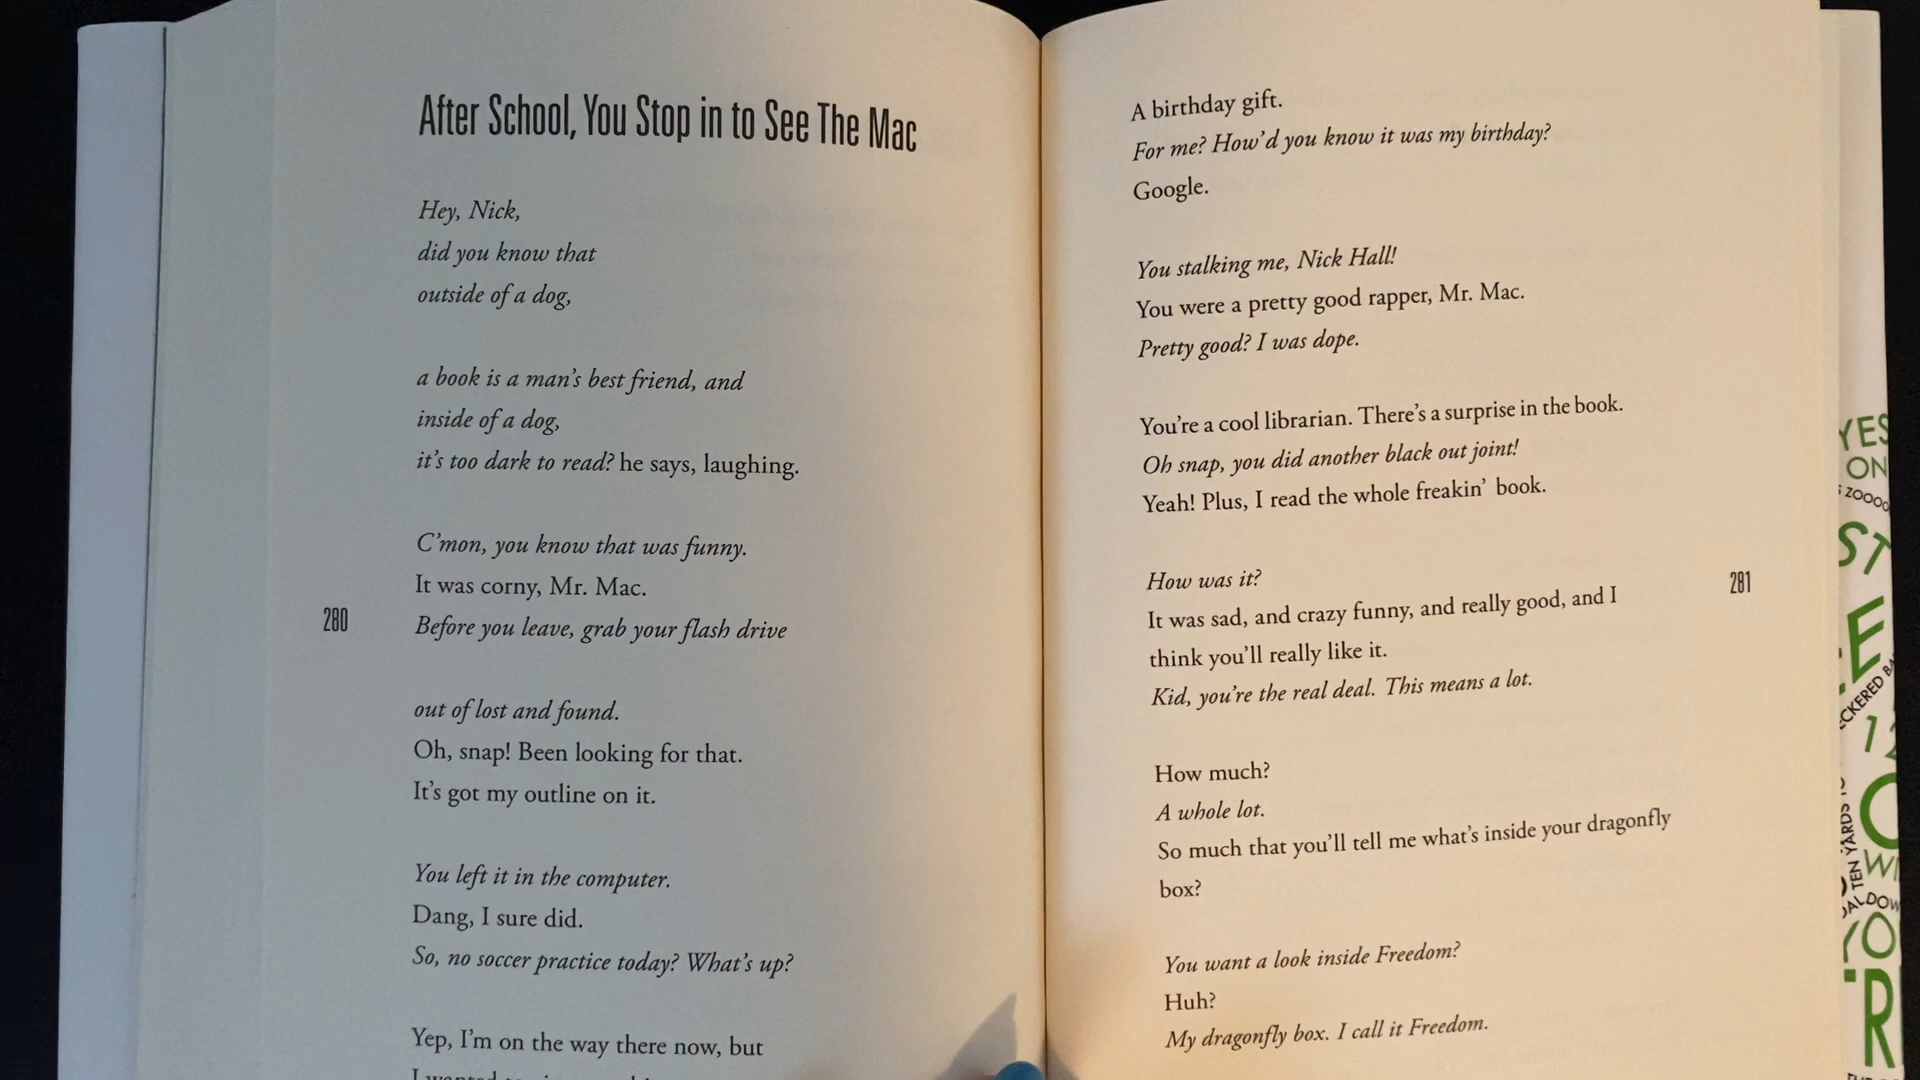 After School, You Stop in to See The Mac
Hey, Nick,
did you know that
outside of a dog,
a book is a man's best friend, and
inside of a dog,
it's too dark to read? he says, laughing.
C'mon, you know that was funny.
It was corny, Mr. Mac.
Before you leave, grab your flash drive
280
out of lost and found.
Oh, snap! Been looking for that.
It's got my outline on it.
You left it in the computer.
Dang, I sure did.
So, no soccer practice today? What's up?
Yep, I'm on the way there now, but
A birthday gift.
For me? How'd you know it was my birthday?
Google.
You stalking me, Nick Hall!
You were a pretty good rapper, Mr. Mac.
Pretty good? I was dope.
You're a cool librarian. There's a surprise in the book.
Oh snap, you did another black out joint!
Yeah! Plus, I read the whole freakin' book.
How was it?
It was sad, and crazy funny, and really good, and I
think you'll really like it.
Kid, you're the real deal. This means a lot.
281
How much?
A whole lot.
So much that you'll tell me what's inside your dragonfly
box?
You want a look inside Freedom?
Huh?
My dragonfly box. I call it Freedom.
YES
ON
ST
TEN YARDS